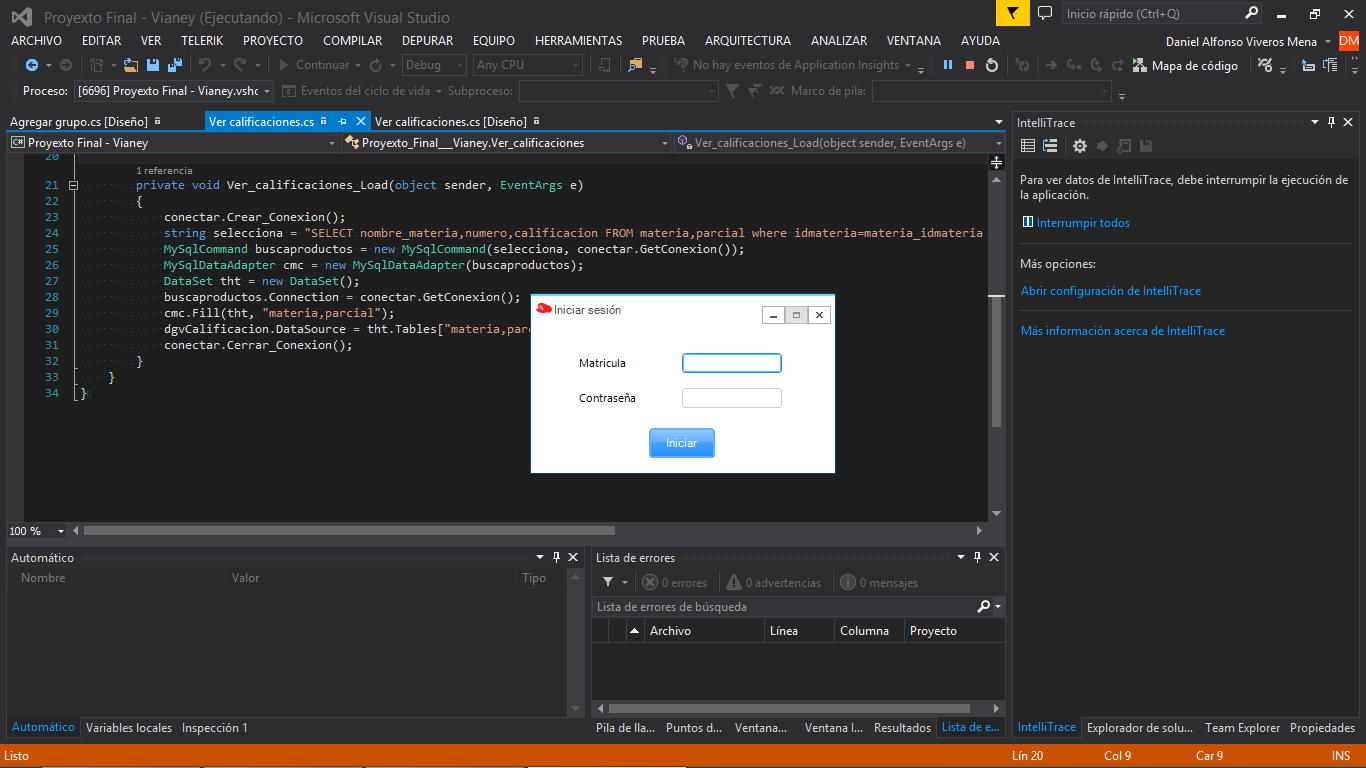 Proyexto Final - Vianey (Ejecutando) - Microsoft Visual Studio
Inicio rápido (Ctrl+Q)
ARCHIVO EDITAR VER TELERIK PROYECTO COMPILAR DEPURAR EQUIPO HERRAMIENTAS PRUEBA ARQUITECTURA ANALIZAR VENTANA AYUDA
Daniel Alfonso Viveros Mena DM
Continuar Debug Any CPU No hay eventos de Application Insights Mapa de código
Proceso: [6696] Proyexto Final - Vianey.vshc Eventos del ciclo de vida Subproceso: Marco de pila:
Agregar grupo.cs [Diseño] Ver calificaciones.cs Ver calificaciones.cs [Diseño]
C# Proyexto Final - Vianey Proyexto_Final___Vianey.Ver_calificaciones Ver_calificaciones_Load(object sender, EventArgs e)
20
1 referencia
21 private void Ver_calificaciones_Load(object sender, EventArgs e)
22 {
23 conectar.Crear_Conexion();
24 string selecciona = "SELECT nombre_materia,numero,calificacion FROM materia,parcial where idmateria=materia_idmateria
25 MySqlCommand buscaproductos = new MySqlCommand(selecciona, conectar.GetConexion());
26 MySqlDataAdapter cmc = new MySqlDataAdapter(buscaproductos);
27 DataSet tht = new DataSet();
28 buscaproductos.Connection = conectar.GetConexion();
29 cmc.Fill(tht, "materia,parcial");
30 dgvCalificacion.DataSource = tht.Tables["materia,parc
31 conectar.Cerrar_Conexion();
32 }
33 }
34 }
Iniciar sesión
Matricula
Contraseña
Iniciar
100 %
IntelliTrace
Para ver datos de IntelliTrace, debe interrumpir la ejecución de
la aplicación.
Interrumpir todos
Más opciones:
Abrir configuración de IntelliTrace
Más información acerca de IntelliTrace
Automático
Nombre Valor Tipo
Lista de errores
0 errores 0 advertencias 0 mensajes
Lista de errores de búsqueda
Archivo Línea Columna Proyecto
Automático Variables locales Inspección 1
Pila de lla... Puntos d... Ventana... Ventana I... Resultados Lista de e...
IntelliTrace Explorador de solu... Team Explorer Propiedades
Listo Lín 20 Col 9 Car 9 INS